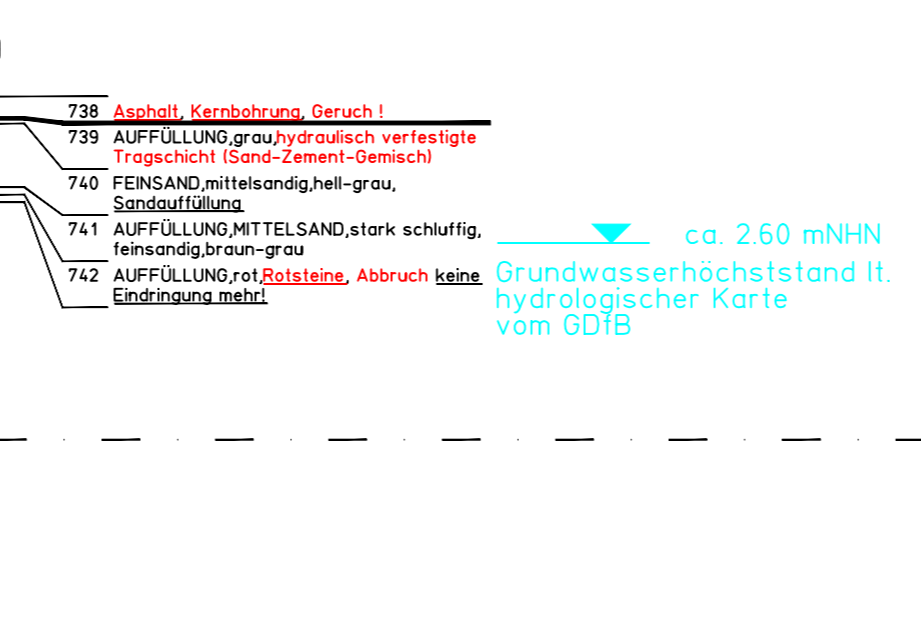 738 Asphalt, Kernbohrung, Geruch !
739 AUFFÜLLUNG,grau,hydraulisch verfestigte
Tragschicht (Sand-Zement-Gemisch)
740 FEINSAND,mittelsandig,hell-grau,
Sandauffüllung
741 AUFFÜLLUNG,MITTELSAND,stark schluffig,
feinsandig,braun-grau
742 AUFFÜLLUNG,rot,Rotsteine, Abbruch keine
Eindringung mehr!
ca. 2.60 mNHN
Grundwasserhöchststand lt.
hydrologischer Karte
vom GDfB